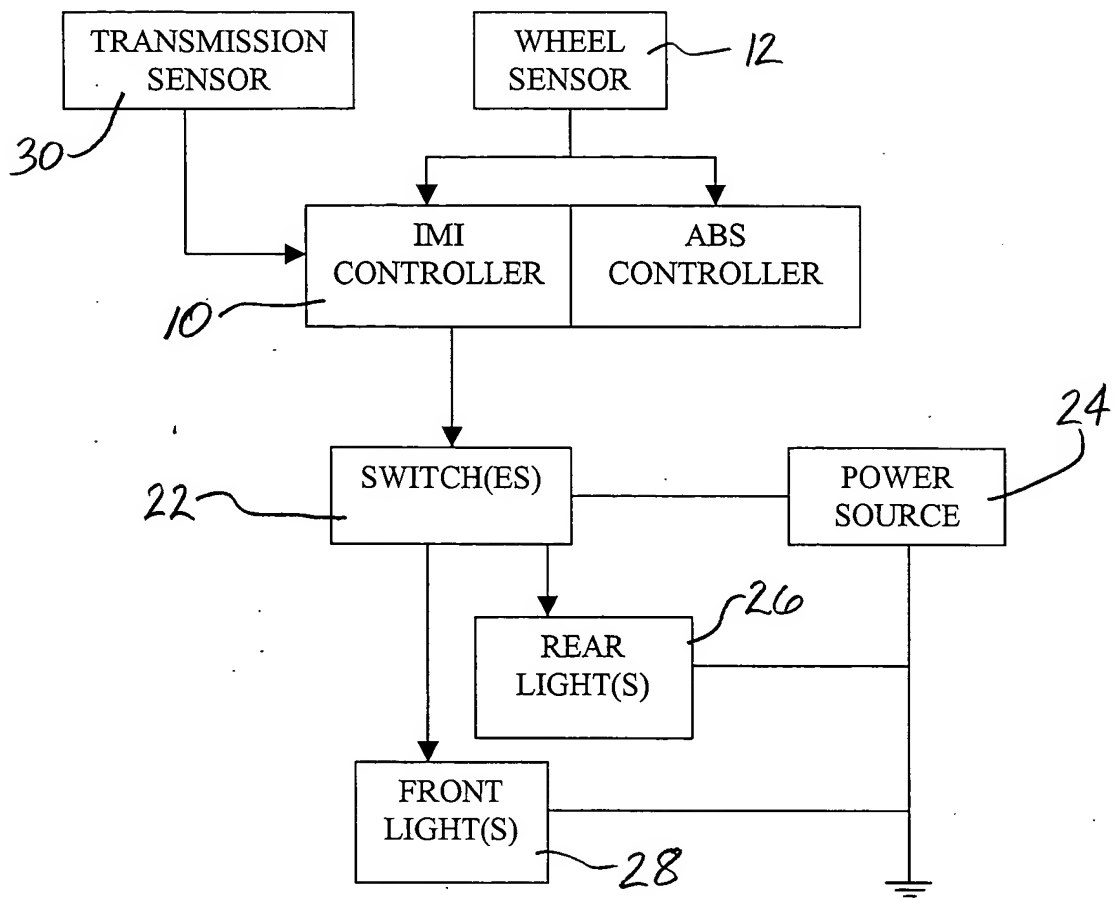 TRANSMISSION
SENSOR
30
WHEEL
SENSOR
12
IMI
CONTROLLER
10
ABS
CONTROLLER
SWITCH(ES)
22
POWER
SOURCE
24
REAR
LIGHT(S)
26
FRONT
LIGHT(S)
28